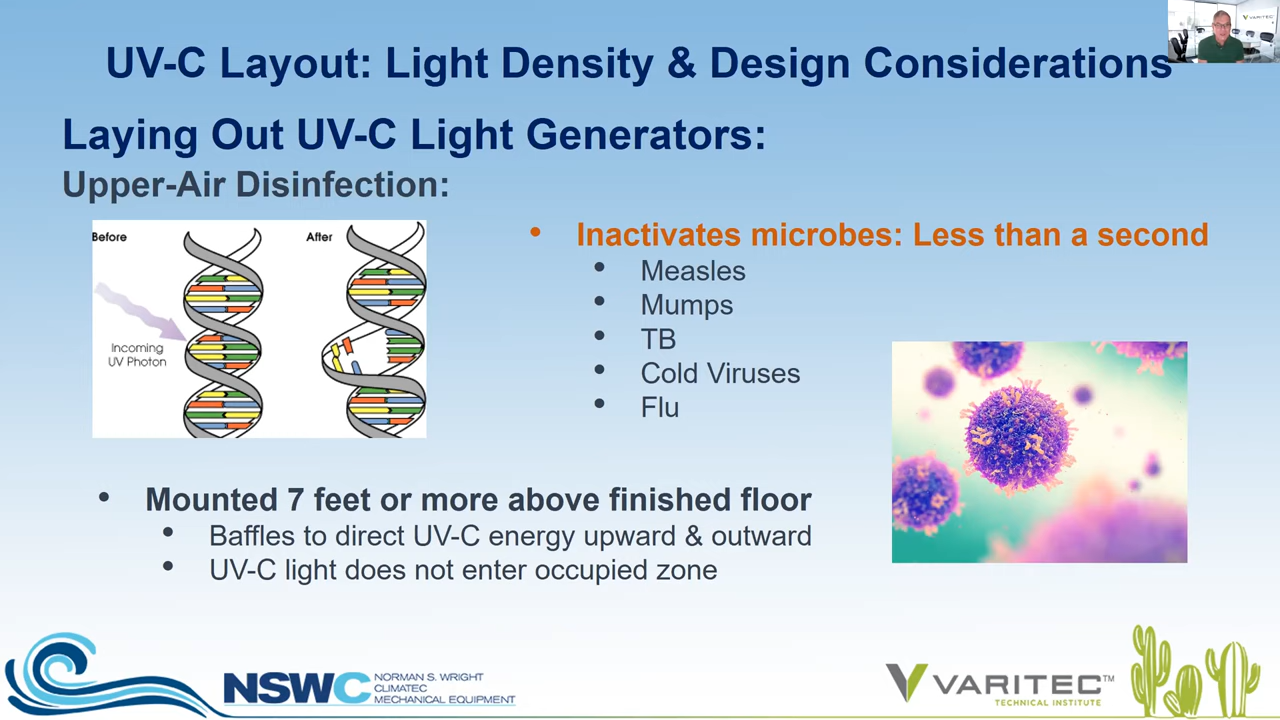 VARITEC
UV-C Layout: Light Density & Design Considerations
Laying Out UV-C Light Generators:
Upper-Air Disinfection:
Before
After
Incoming
UV Photon
• Inactivates microbes: Less than a second
• Measles
• Mumps
• TB
• Cold Viruses
• Flu
• Mounted 7 feet or more above finished floor
• Baffles to direct UV-C energy upward & outward
• UV-C light does not enter occupied zone
NSWC
NORMAN S. WRIGHT
CLIMATEC
MECHANICAL EQUIPMENT
VARITEC™
TECHNICAL INSTITUTE